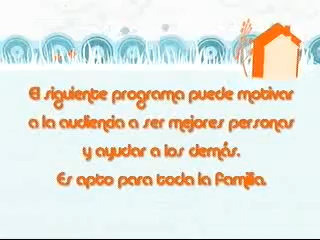 El siguiente programa puede motivar
a la audiencia a ser mejores personas
y ayudar a los demás.
Es apto para toda la familia.